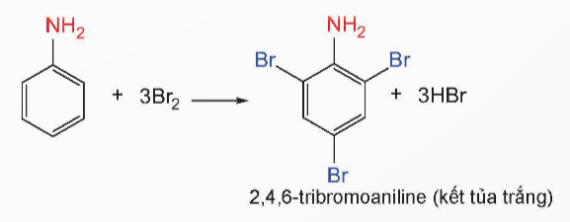 NH₂
NH₂
Br
Br
+ 3Br₂
+ 3HBr
Br
2,4,6-tribromoaniline (kết tủa trắng)